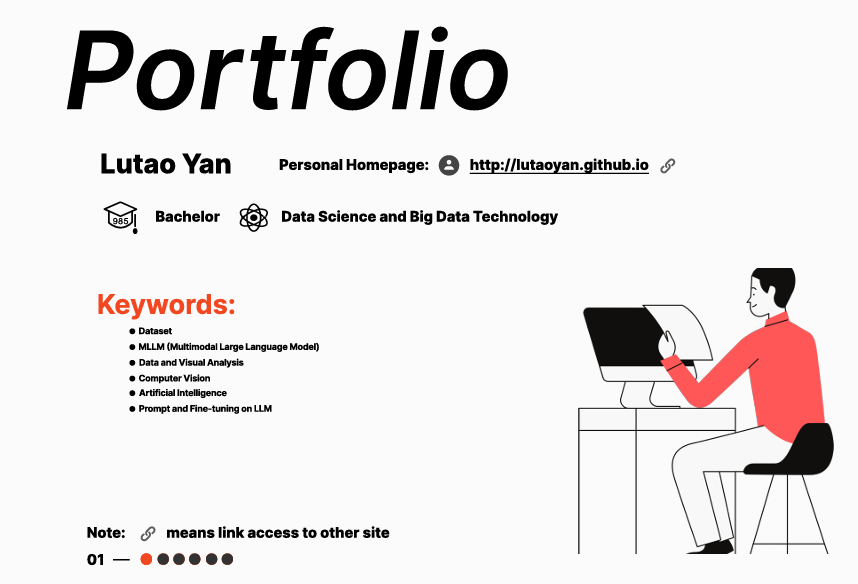 Portfolio
Lutao Yan Personal Homepage: http://lutaoyan.github.io
985 Bachelor Data Science and Big Data Technology
Keywords:
● Dataset
● MLLM (Multimodal Large Language Model)
● Data and Visual Analysis
● Computer Vision
● Artificial Intelligence
● Prompt and Fine-tuning on LLM
Note: means link access to other site
01 —